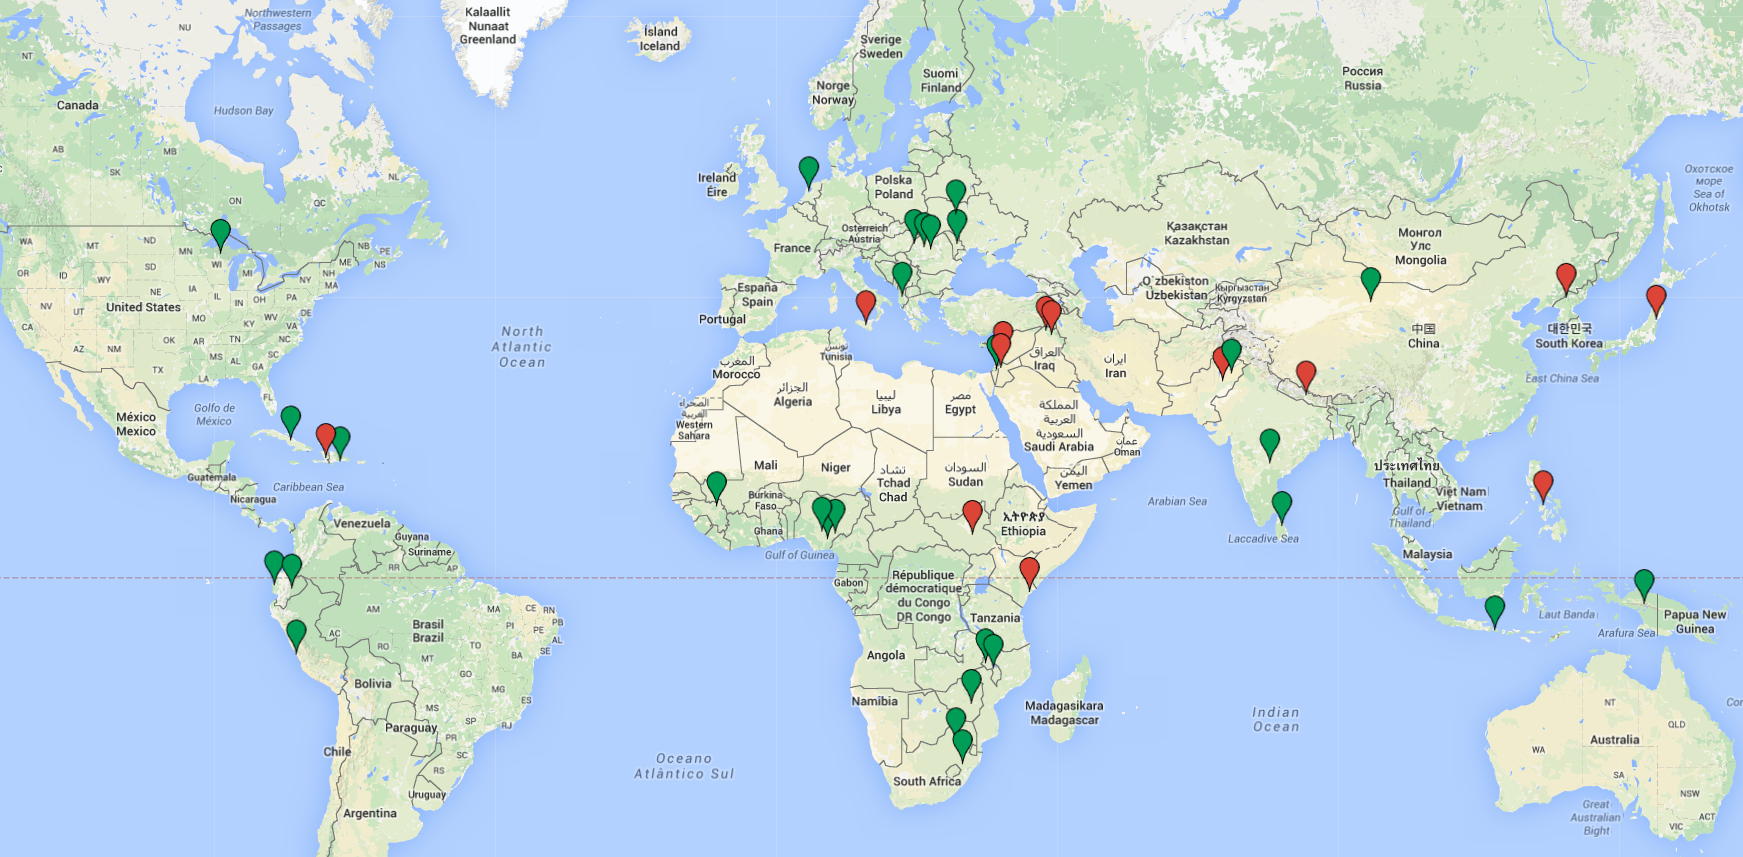 Northwestern
Passages
NU
Kalaallit
Nunaat
Greenland
Ísland
Iceland
Sverige
Sweden
Suomi
Finland
Norge
Norway
Россия
Russia
NT
Canada
Hudson Bay
AB
MB
SK
ON
QC
NL
Ireland
Éire
Polska
Poland
Охотское
море
Sea of
Okhotsk
WA
MT
ND
MN
OR
ID
SD
WI
MI
NB
PE
NS
ME
NH
NY
WY
IA
NE
PA
NV
UT
IL
IN
OH
United States
CA
AZ
NM
KS
MO
KY
WV
VA
OK
AR
TN
NC
MS
AL
SC
GA
TX
LA
FL
North
Atlantic
Ocean
Österreich
Austria
France
España
Spain
Portugal
Қазақстан
Kazakhstan
Монгол
Улс
Mongolia
Oʻzbekiston
Uzbekistan
Кыргызстан
Kyrgyzstan
中国
China
대한민국
South Korea
East China Sea
المغرب
Morocco
تونس
Tunisia
الجزائر
Algeria
ليبيا
Libya
مصر
Egypt
العراق
Iraq
ایران
Iran
الصحراء
الغربية
Western
Sahara
المملكة
العربية
السعودية
Saudi Arabia
عمان
Oman
اليمن
Yemen
México
Mexico
Golfo de
México
Guatemala
Nicaragua
Caribbean Sea
Mali
Niger
تشاد
Tchad
Chad
السودان
Sudan
Burkina
Faso
Ghana
Gulf of Guinea
ኢትዮጵያ
Ethiopia
Arabian Sea
Laccadive Sea
ประเทศไทย
Thailand
Việt Nam
Vietnam
Gulf of
Thailand
Malaysia
Venezuela
Guyana
Suriname
RR
AP
AM
Brasil
Brazil
MA
CE
RN
PB
PE
AL
SE
PI
AC
RO
TO
BA
MT
GO
MG
ES
MS
SP
RJ
PR
SC
RS
Bolivia
Paraguay
Chile
Uruguay
Argentina
Gabon
République
démocratique
du Congo
DR Congo
Tanzania
Angola
Namibia
Madagasikara
Madagascar
South Africa
Oceano
Atlântico Sul
Indian
Ocean
Laut Banda
Arafura Sea
Papua New
Guinea
NT
QLD
WA
Australia
SA
NSW
ACT
VIC
Great
Australian
Bight
Cor